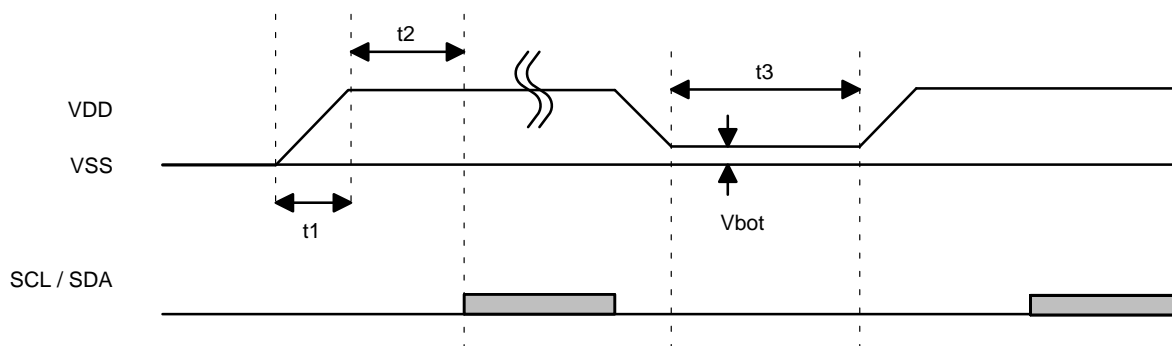 t2
t3
VDD
VSS
t1
Vbot
SCL / SDA